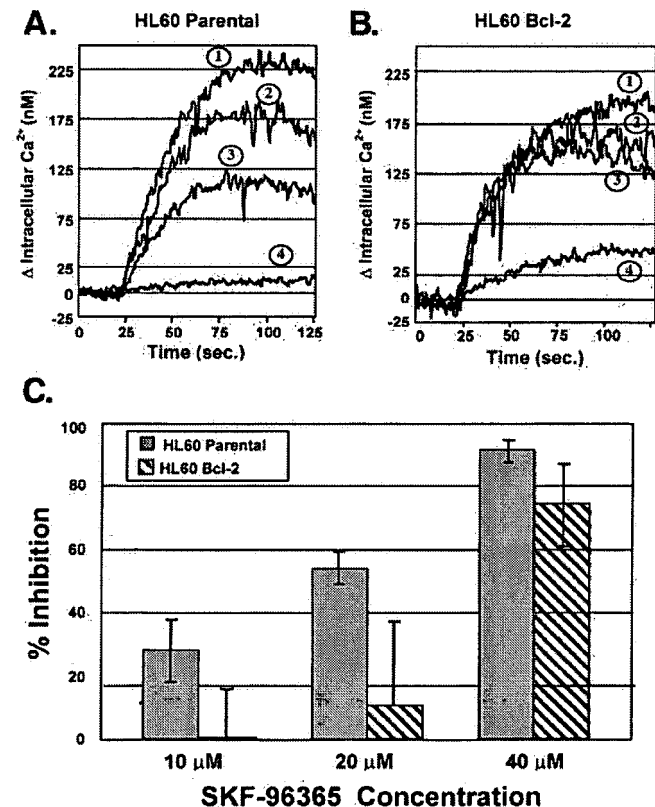 A.
HL60 Parental
Δ Intracellular Ca²⁺ (nM)
225
175
125
75
25
0
-25
1
2
3
4
0 25 50 75 100 125
Time (sec.)
B.
HL60 Bcl-2
Δ Intracellular Ca²⁺ (nM)
225
175
125
75
25
0
-25
1
2
3
4
0 25 50 75 100
Time (sec.)
C.
HL60 Parental
HL60 Bcl-2
% Inhibition
100
80
60
40
20
0
10 µM 20 µM 40 µM
SKF-96365 Concentration